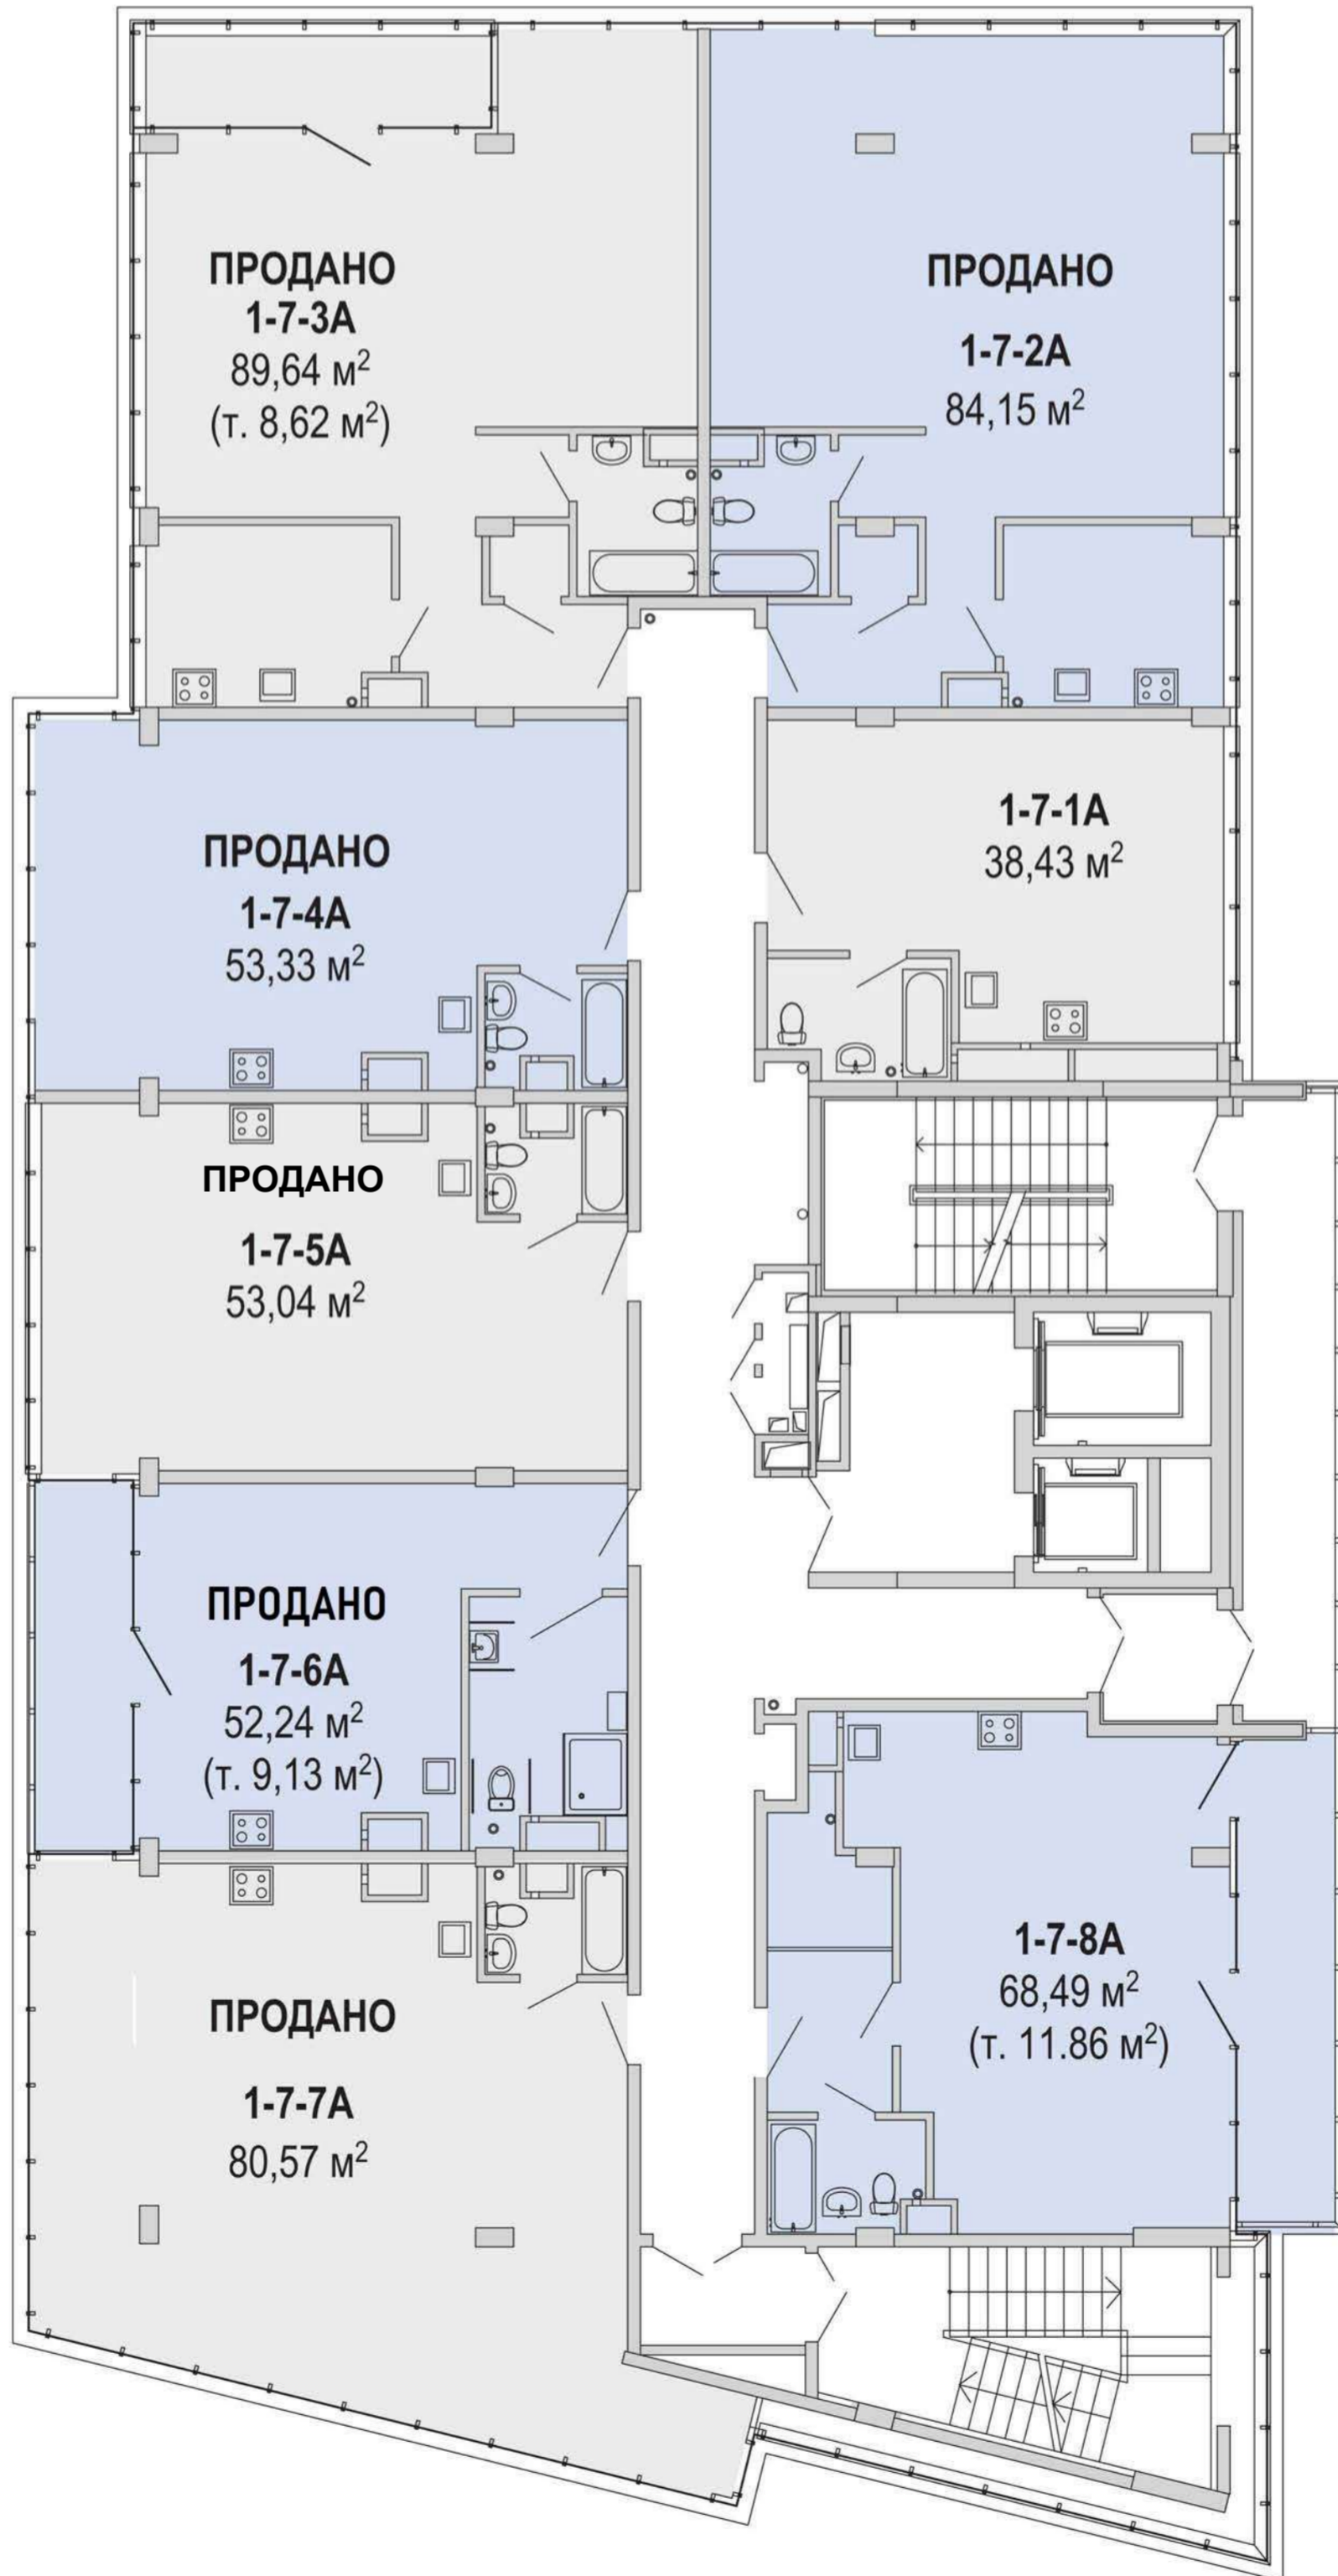 ПРОДАНО
1-7-3А
89,64 м²
(т. 8,62 м²)
ПРОДАНО
1-7-2А
84,15 м²
ПРОДАНО
1-7-4А
53,33 м²
1-7-1А
38,43 м²
ПРОДАНО
1-7-5А
53,04 м²
ПРОДАНО
1-7-6А
52,24 м²
(т. 9,13 м²)
ПРОДАНО
1-7-7А
80,57 м²
1-7-8А
68,49 м²
(т. 11.86 м²)